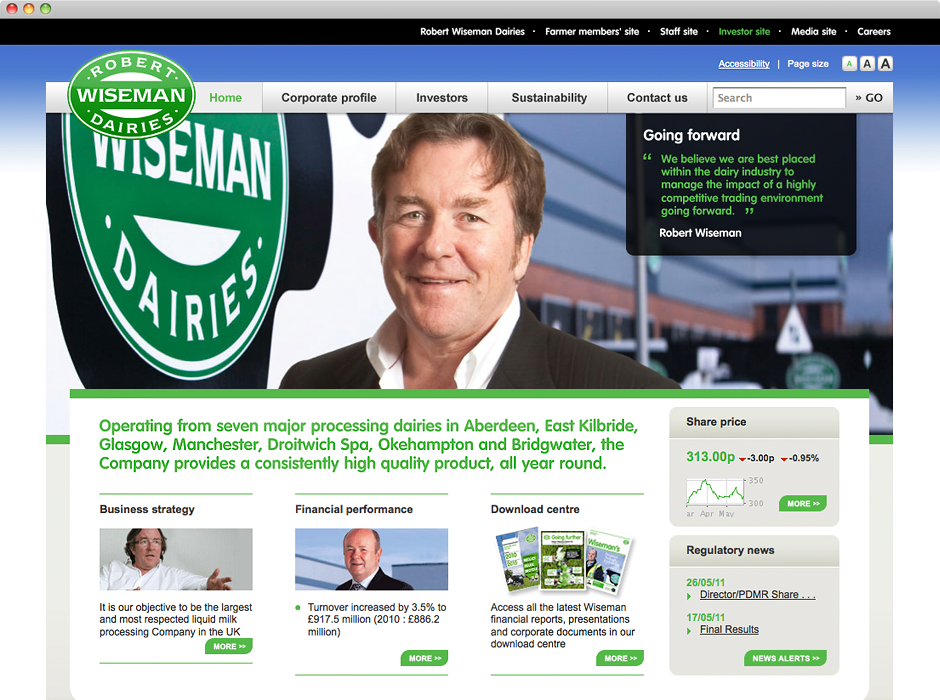 Robert Wiseman Dairies · Farmer members' site · Staff site · Investor site · Media site · Careers
Accessibility | Page size A A A
· ROBERT ·
WISEMAN
· DAIRIES ·
Home Corporate profile Investors Sustainability Contact us Search » GO
WISEMAN
· DAIRIES ·
Going forward
“ We believe we are best placed
within the dairy industry to
manage the impact of a highly
competitive trading environment
going forward. ”
Robert Wiseman
Operating from seven major processing dairies in Aberdeen, East Kilbride,
Glasgow, Manchester, Droitwich Spa, Okehampton and Bridgwater, the
Company provides a consistently high quality product, all year round.
Business strategy
It is our objective to be the largest
and most respected liquid milk
processing Company in the UK
MORE >>
Financial performance
Turnover increased by 3.5% to
£917.5 million (2010 : £886.2
million)
MORE >>
Download centre
Going further
Wiseman's
Access all the latest Wiseman
financial reports, presentations
and corporate documents in our
download centre
MORE >>
Share price
313.00p -3.00p -0.95%
350
300
ar Apr May
MORE >>
Regulatory news
26/05/11
Director/PDMR Share . . .
17/05/11
Final Results
NEWS ALERTS >>